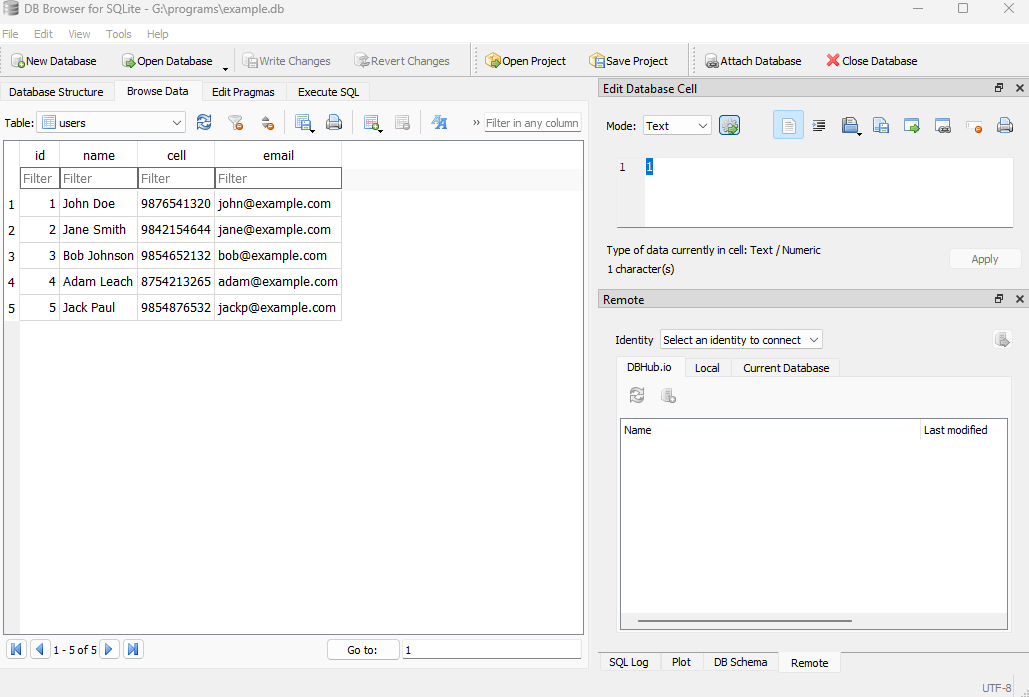 DB Browser for SQLite - G:\programs\example.db
File Edit View Tools Help
New Database Open Database Write Changes Revert Changes Open Project Save Project Attach Database Close Database
Database Structure Browse Data Edit Pragmas Execute SQL
Table: users » Filter in any column
id name cell email
Filter Filter Filter Filter
1 1 John Doe 9876541320 john@example.com
2 2 Jane Smith 9842154644 jane@example.com
3 3 Bob Johnson 9854652132 bob@example.com
4 4 Adam Leach 8754213265 adam@example.com
5 5 Jack Paul 9854876532 jackp@example.com
1 - 5 of 5 Go to: 1
Edit Database Cell
Mode: Text
1 1
Type of data currently in cell: Text / Numeric
1 character(s) Apply
Remote
Identity Select an identity to connect
DBHub.io Local Current Database
Name Last modified
SQL Log Plot DB Schema Remote
UTF-8